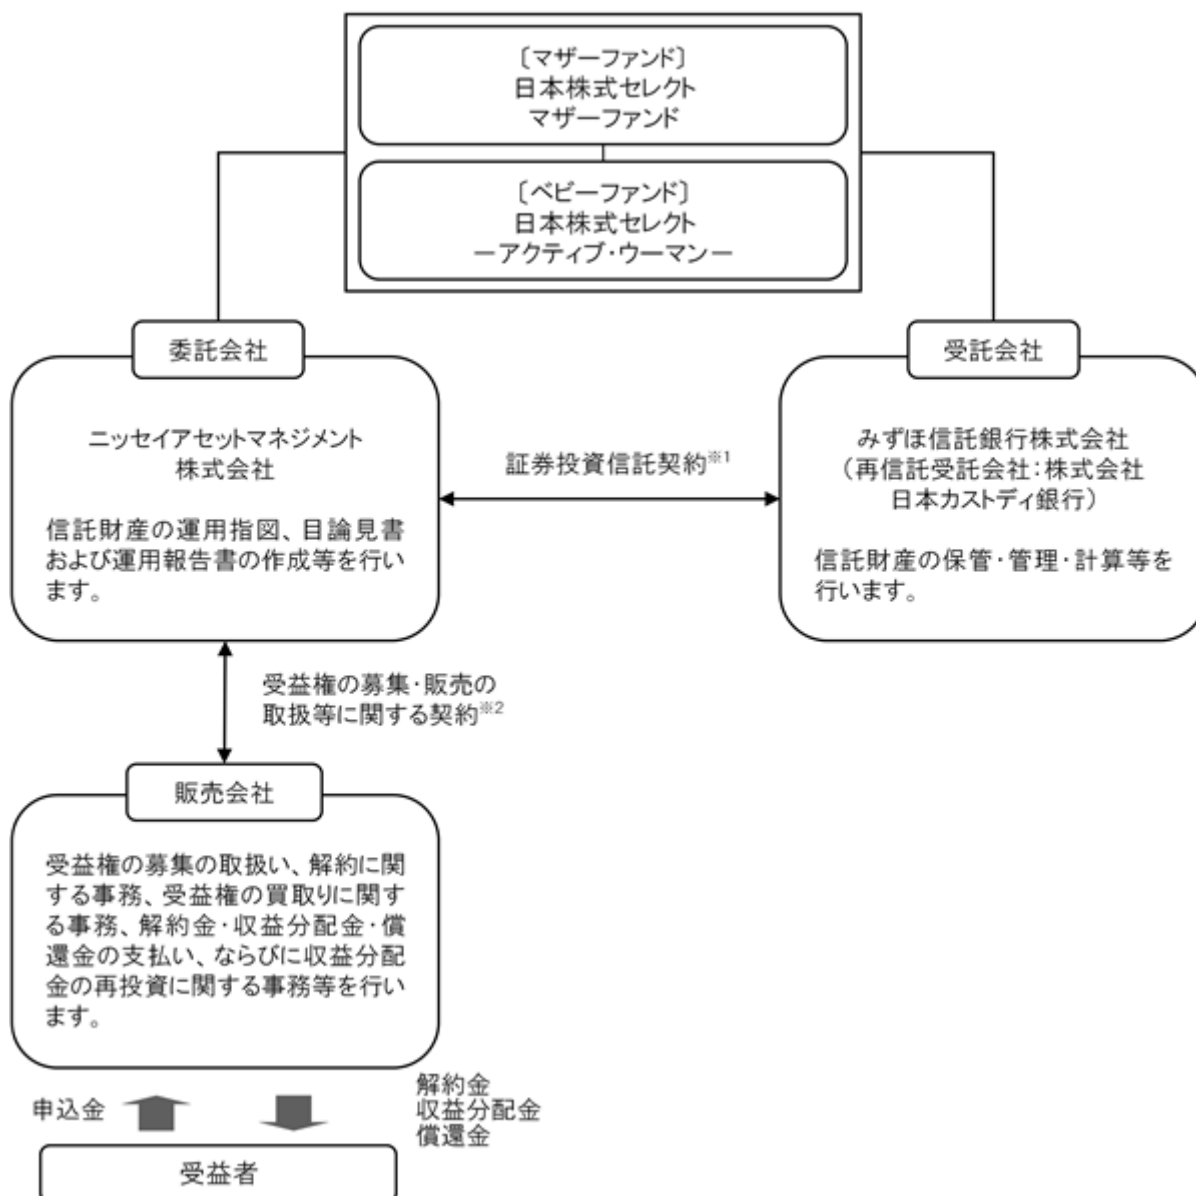 〔マザーファンド〕
日本株式セレクト
マザーファンド
〔ベビーファンド〕
日本株式セレクト
－アクティブ・ウーマン－
委託会社
ニッセイアセットマネジメント
株式会社
信託財産の運用指図、目論見書
および運用報告書の作成等を行い
ます。
証券投資信託契約※1
受託会社
みずほ信託銀行株式会社
（再信託受託会社：株式会社
日本カストディ銀行）
信託財産の保管・管理・計算等を
行います。
受益権の募集・販売の
取扱等に関する契約※2
販売会社
受益権の募集の取扱い、解約に関
する事務、受益権の買取りに関す
る事務、解約金・収益分配金・償
還金の支払い、ならびに収益分配
金の再投資に関する事務等を行い
ます。
申込金
解約金
収益分配金
償還金
受益者